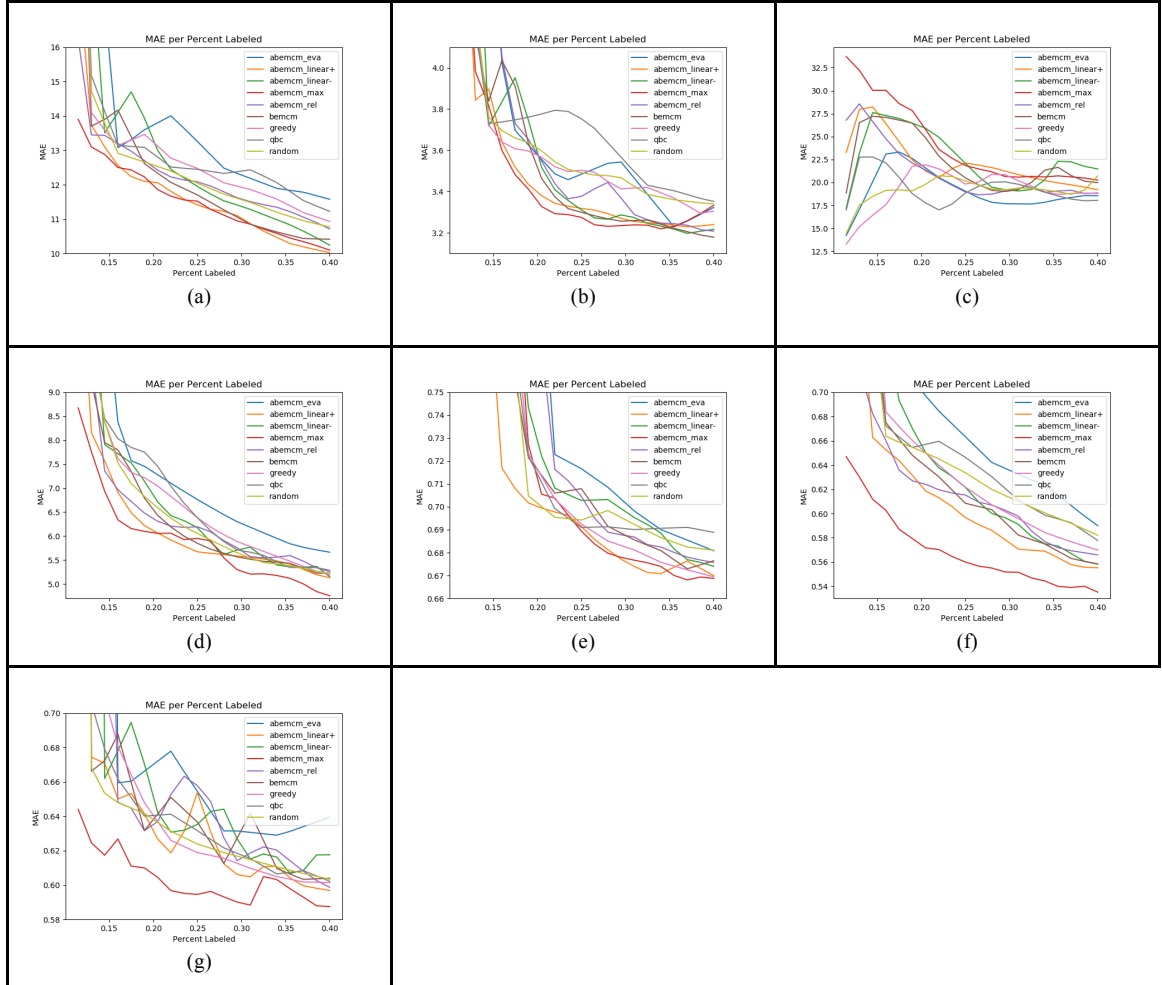 MAE per Percent Labeled
16
15
14
13
12
11
10
MAE
0.15 0.20 0.25 0.30 0.35 0.40
Percent Labeled
abemcm_eva
abemcm_linear+
abemcm_linear-
abemcm_max
abemcm_rel
bemcm
greedy
qbc
random
(a)
MAE per Percent Labeled
4.0
3.8
3.6
3.4
3.2
MAE
0.15 0.20 0.25 0.30 0.35 0.40
Percent Labeled
abemcm_eva
abemcm_linear+
abemcm_linear-
abemcm_max
abemcm_rel
bemcm
greedy
qbc
random
(b)
MAE per Percent Labeled
32.5
30.0
27.5
25.0
22.5
20.0
17.5
15.0
12.5
MAE
0.15 0.20 0.25 0.30 0.35 0.40
Percent Labeled
abemcm_eva
abemcm_linear+
abemcm_linear-
abemcm_max
abemcm_rel
bemcm
greedy
qbc
random
(c)
MAE per Percent Labeled
9.0
8.5
8.0
7.5
7.0
6.5
6.0
5.5
5.0
MAE
0.15 0.20 0.25 0.30 0.35 0.40
Percent Labeled
abemcm_eva
abemcm_linear+
abemcm_linear-
abemcm_max
abemcm_rel
bemcm
greedy
qbc
random
(d)
MAE per Percent Labeled
0.75
0.74
0.73
0.72
0.71
0.70
0.69
0.68
0.67
0.66
MAE
0.15 0.20 0.25 0.30 0.35 0.40
Percent Labeled
abemcm_eva
abemcm_linear+
abemcm_linear-
abemcm_max
abemcm_rel
bemcm
greedy
qbc
random
(e)
MAE per Percent Labeled
0.70
0.68
0.66
0.64
0.62
0.60
0.58
0.56
0.54
MAE
0.15 0.20 0.25 0.30 0.35 0.40
Percent Labeled
abemcm_eva
abemcm_linear+
abemcm_linear-
abemcm_max
abemcm_rel
bemcm
greedy
qbc
random
(f)
MAE per Percent Labeled
0.70
0.68
0.66
0.64
0.62
0.60
0.58
MAE
0.15 0.20 0.25 0.30 0.35 0.40
Percent Labeled
abemcm_eva
abemcm_linear+
abemcm_linear-
abemcm_max
abemcm_rel
bemcm
greedy
qbc
random
(g)